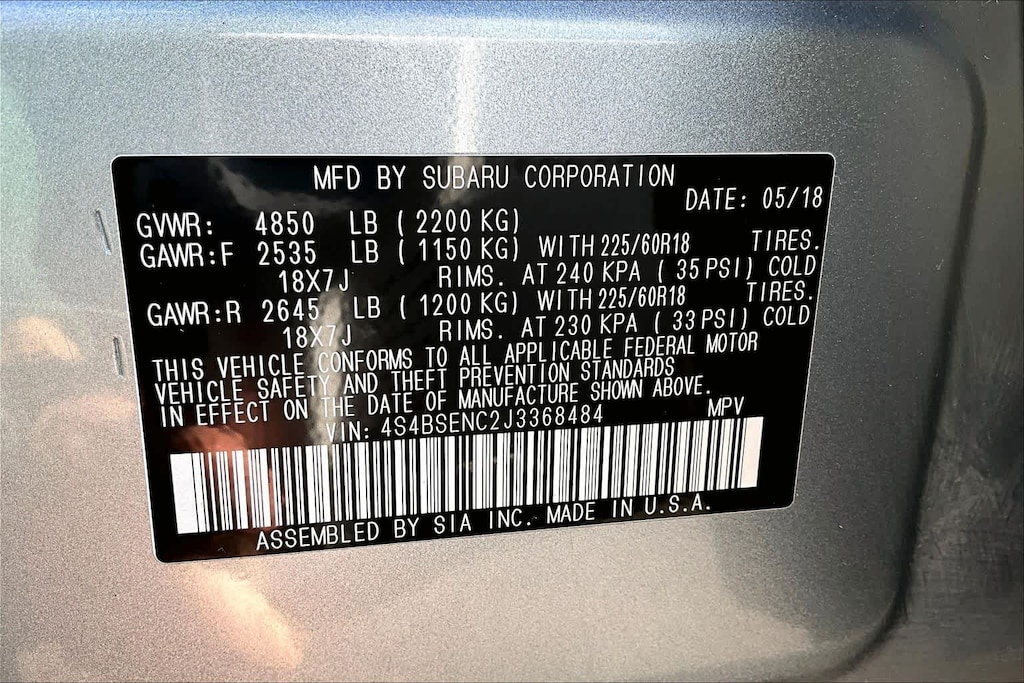 MFD BY SUBARU CORPORATION
DATE: 05/18
GVWR: 4850 LB ( 2200 KG)
GAWR:F 2535 LB ( 1150 KG) WITH 225/60R18 TIRES.
18X7J RIMS. AT 240 KPA ( 35 PSI) COLD
GAWR:R 2645 LB ( 1200 KG) WITH 225/60R18 TIRES.
18X7J RIMS. AT 230 KPA ( 33 PSI) COLD
THIS VEHICLE CONFORMS TO ALL APPLICABLE FEDERAL MOTOR
VEHICLE SAFETY AND THEFT PREVENTION STANDARDS
IN EFFECT ON THE DATE OF MANUFACTURE SHOWN ABOVE.
VIN: 4S4BSENC2J3368484 MPV
ASSEMBLED BY SIA INC. MADE IN U.S.A.